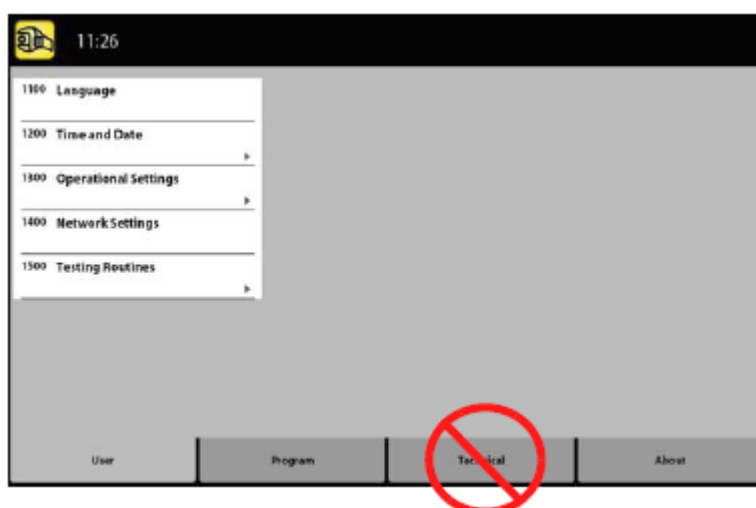 11:26
1100 Language
1200 Time and Date
1300 Operational Settings
1400 Network Settings
1500 Testing Routines
User Program Technical About